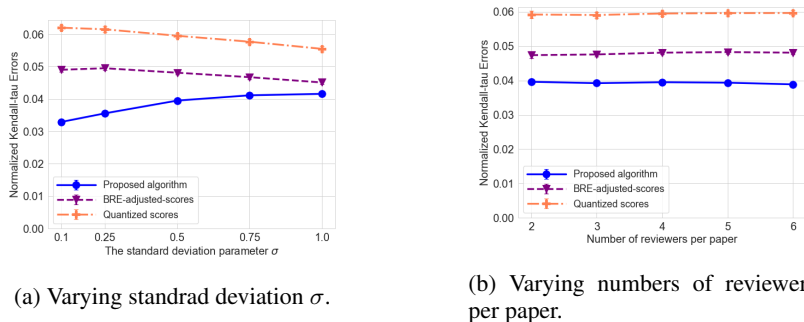 Normalized Kendall-tau Errors
0.06
0.05
0.04
0.03
0.02
0.01
0.00
Proposed algorithm
BRE-adjusted-scores
Quantized scores
0.1 0.25 0.5 0.75 1.0
The standard deviation parameter σ
(a) Varying standrad deviation σ.
Normalized Kendall-tau Errors
0.06
0.05
0.04
0.03
0.02
0.01
0.00
Proposed algorithm
BRE-adjusted-scores
Quantized scores
2 3 4 5 6
Number of reviewers per paper
(b) Varying numbers of reviewer
per paper.